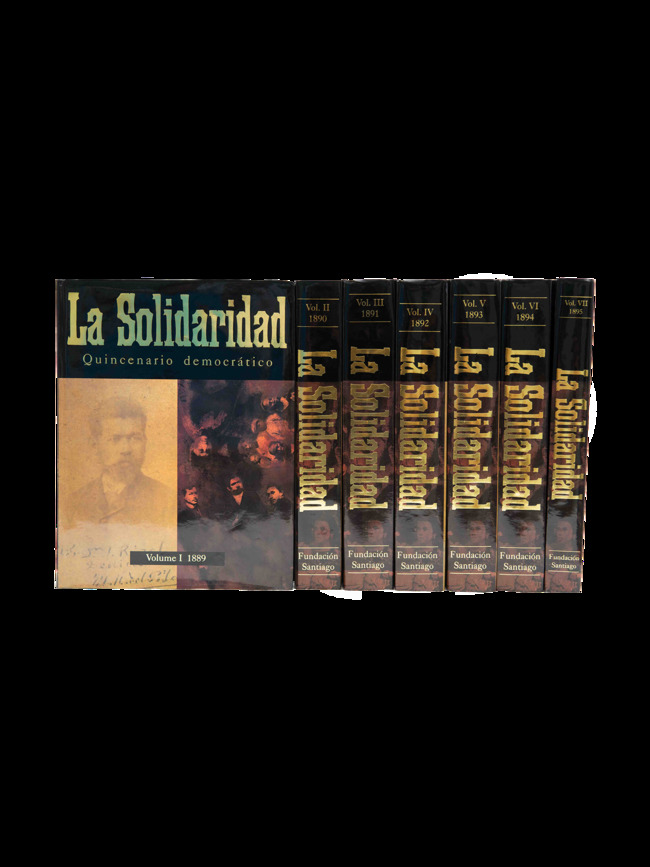 La Solidaridad
Quincenario democrático
Volume I 1889
Vol. II
1890
La Solidaridad
Fundación
Santiago
Vol. III
1891
La Solidaridad
Fundación
Santiago
Vol. IV
1892
La Solidaridad
Fundación
Santiago
Vol. V
1893
La Solidaridad
Fundación
Santiago
Vol. VI
1894
La Solidaridad
Fundación
Santiago
Vol. VII
1895
La Solidaridad
Fundación
Santiago